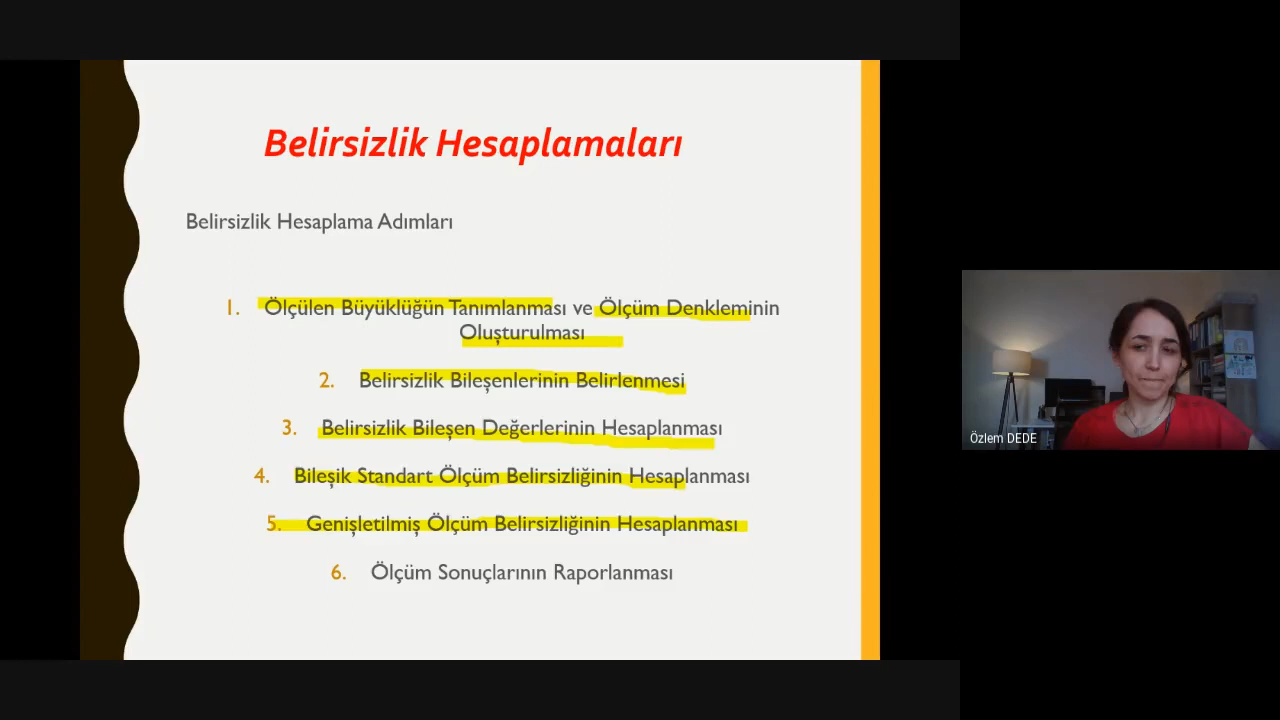 Belirsizlik Hesaplamaları
Belirsizlik Hesaplama Adımları
1. Ölçülen Büyüklüğün Tanımlanması ve Ölçüm Denkleminin
Oluşturulması
2. Belirsizlik Bileşenlerinin Belirlenmesi
3. Belirsizlik Bileşen Değerlerinin Hesaplanması
4. Bileşik Standart Ölçüm Belirsizliğinin Hesaplanması
5. Genişletilmiş Ölçüm Belirsizliğinin Hesaplanması
6. Ölçüm Sonuçlarının Raporlanması
Özlem DEDE